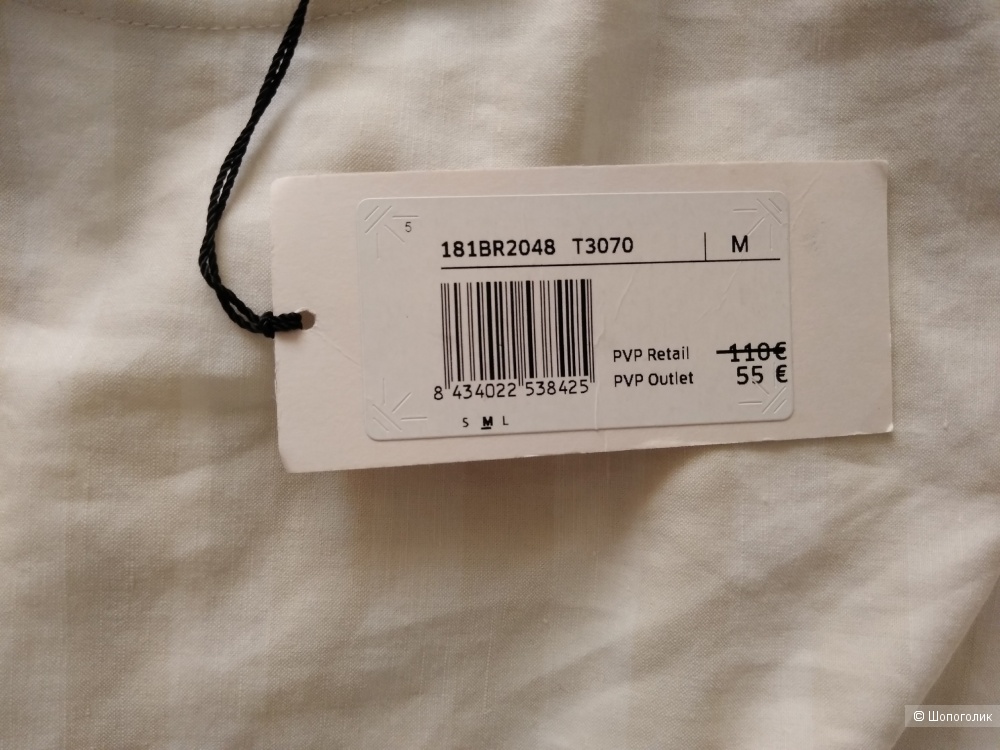 5
181BR2048 T3070 M
8 434022 538425
PVP Retail 110€
PVP Outlet 55 €
S M L
© Шопоголик